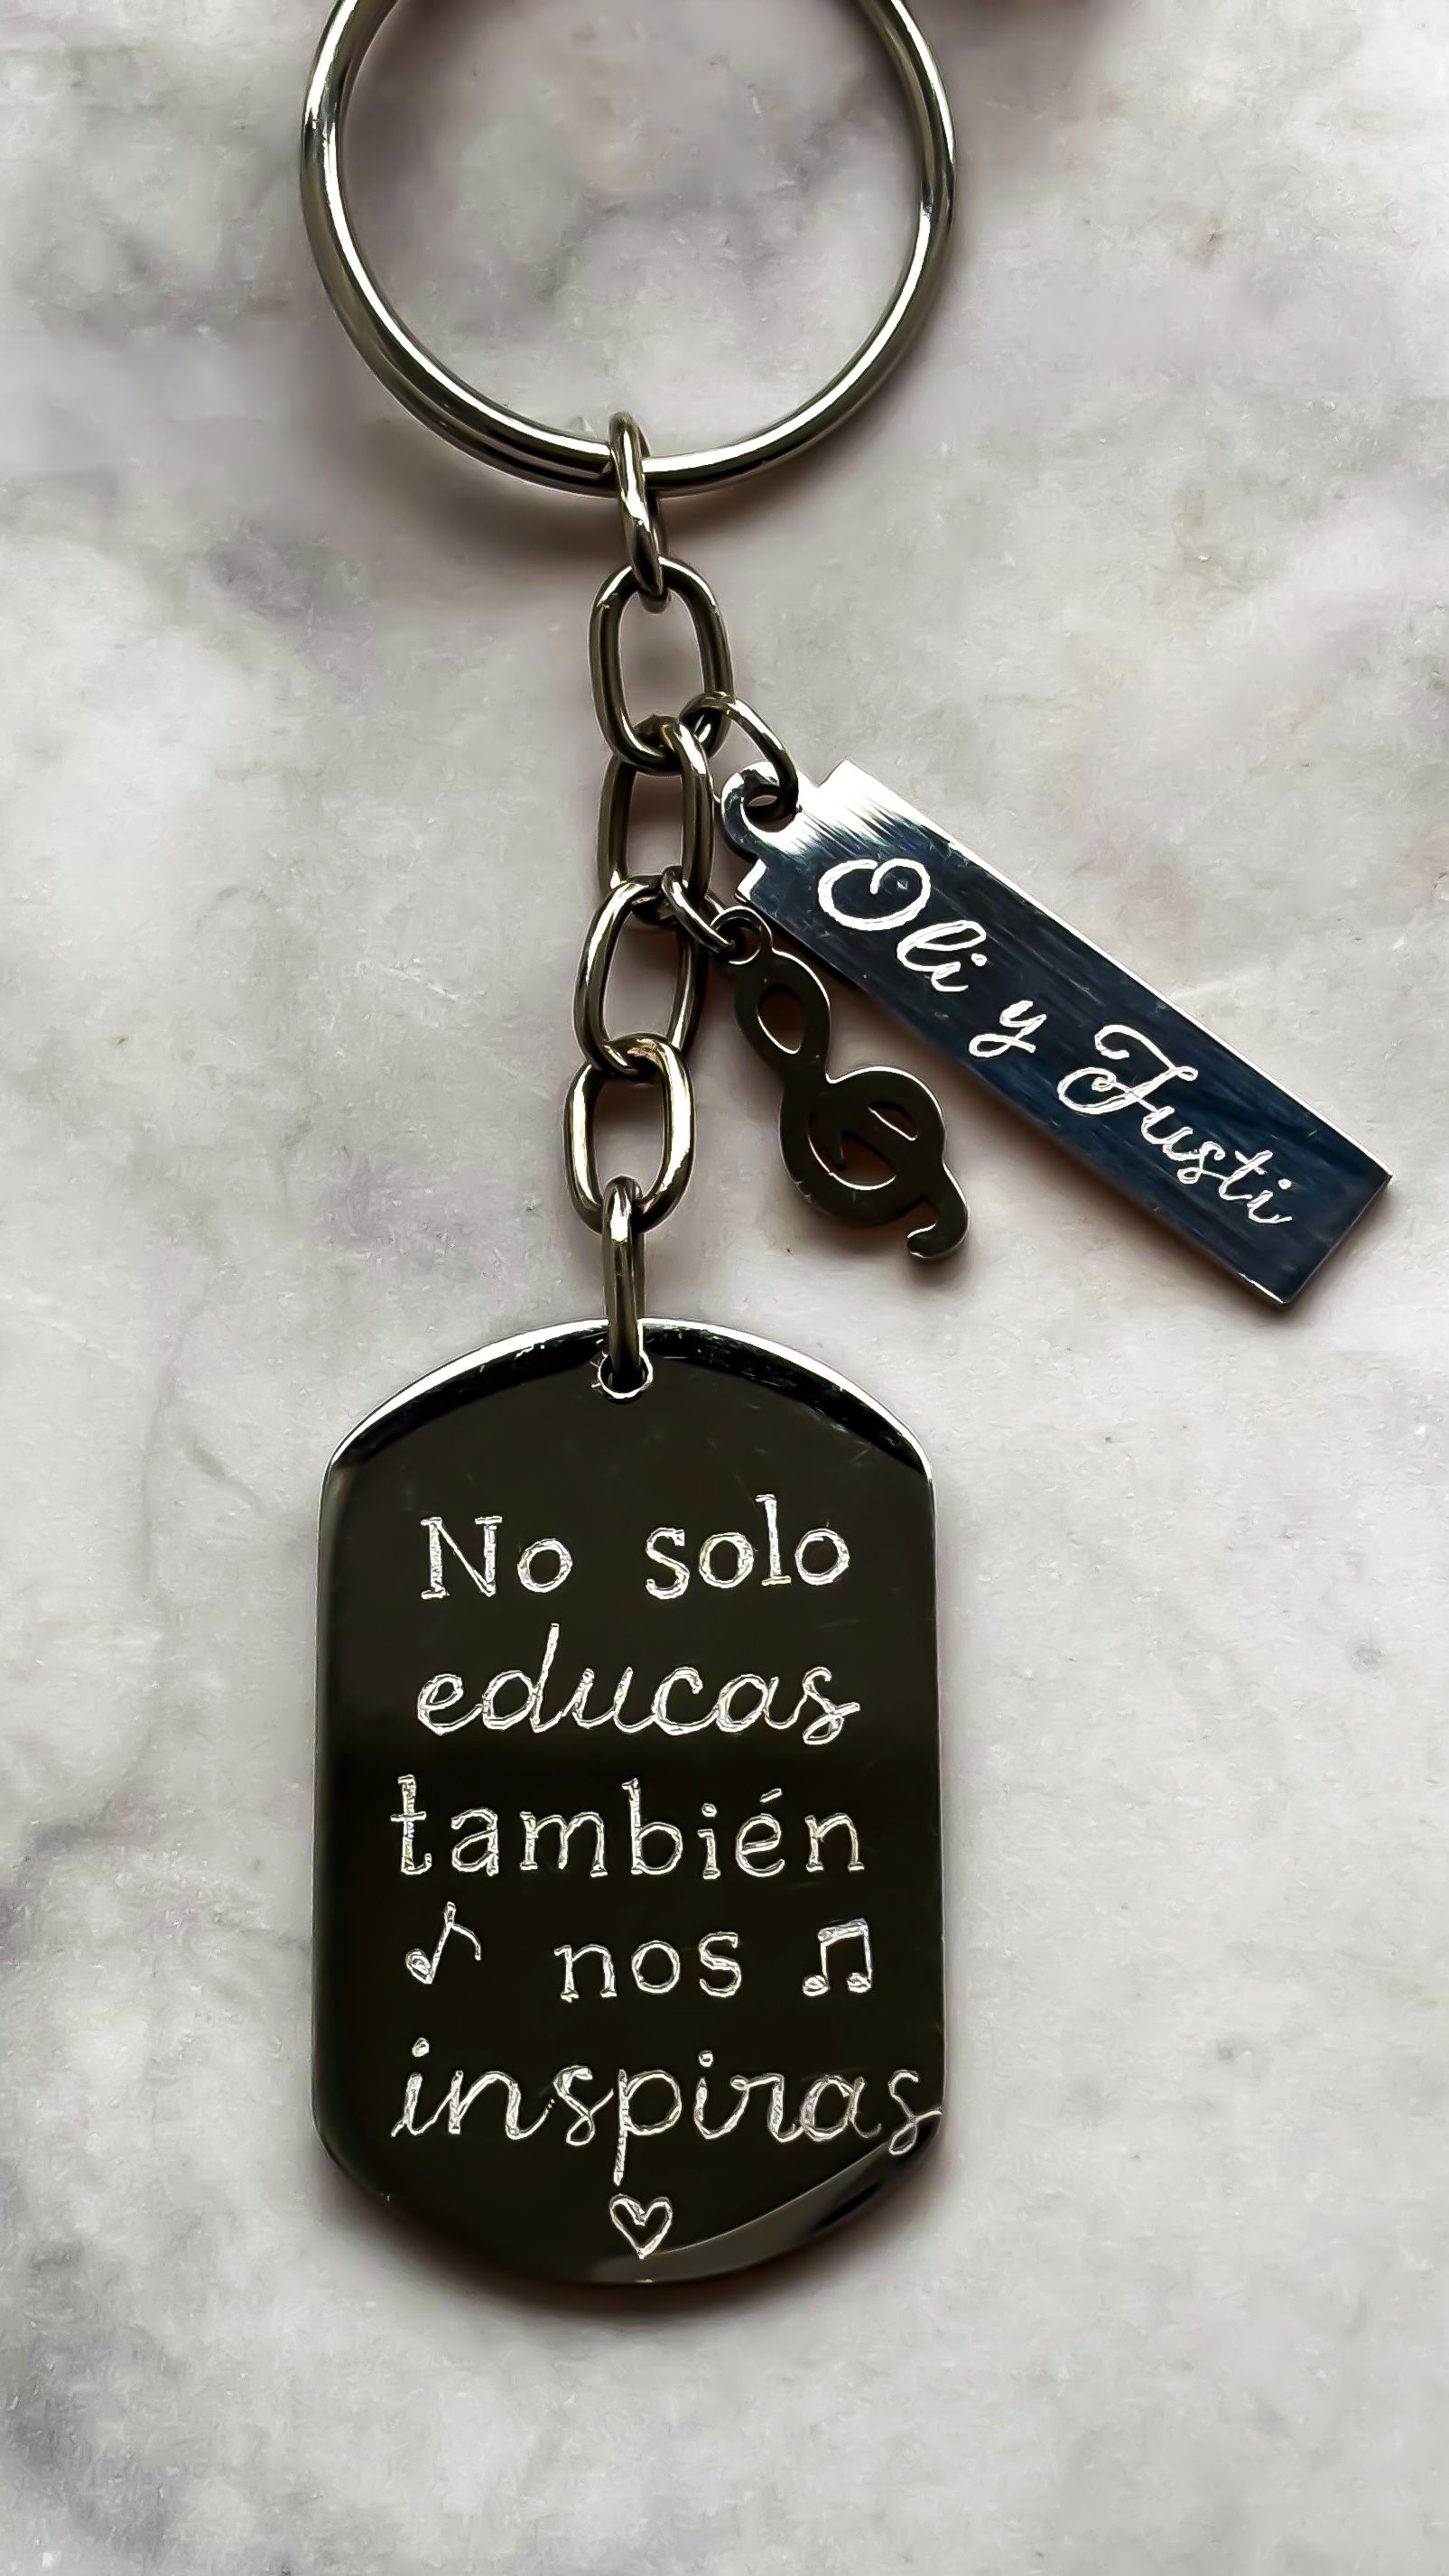 Oli y Justi
No solo
educas
también
♪ nos ♫
inspiras
♡